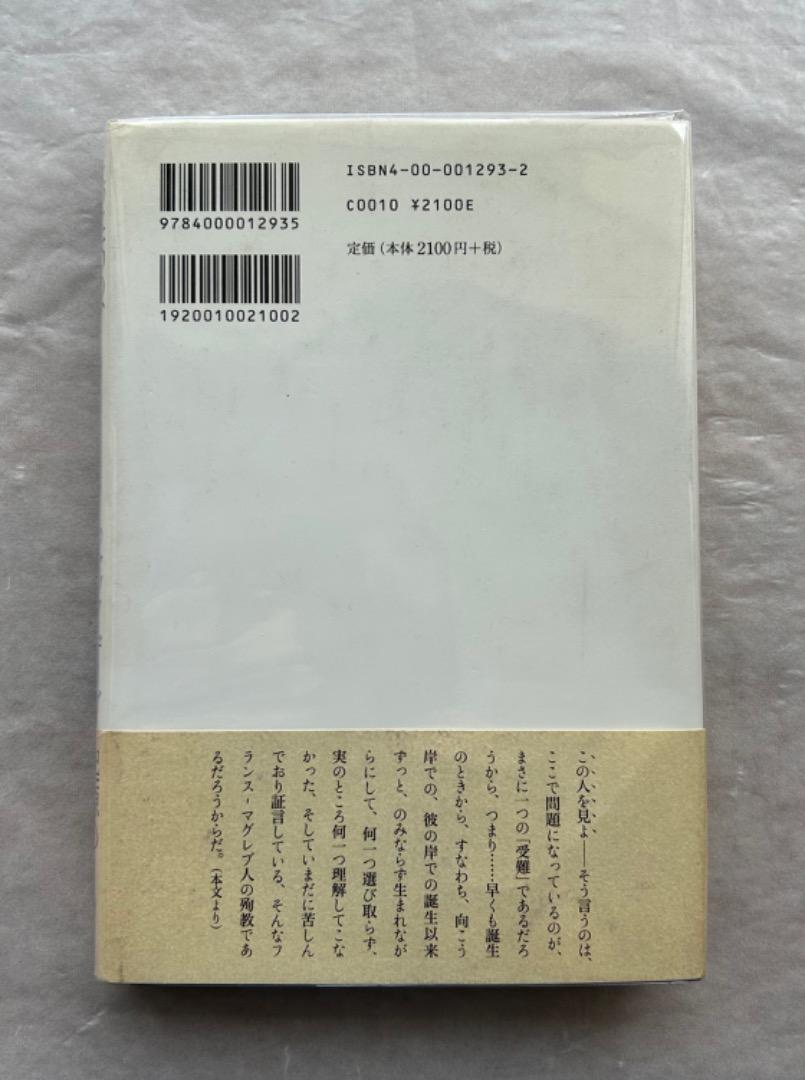 ISBN4-00-001293-2
9784000012935
C0010 ¥2100E
定価(本体2100円+税)
1920010021002
この人を見よ――そう言うのは、
ここで問題になっているのが、
まさに一つの「受難」であるだろ
うから、つまり……早くも誕生
のときから、すなわち、向こう
岸での、彼の岸での誕生以来
ずっと、のみならず生まれなが
らにして、何一つ選び取らず、
実のところ何一つ理解してこな
かった、そしていまだに苦しん
でおり証言している、そんなフ
ランス-マグレブ人の殉教であ
るだろうからだ。(本文より)